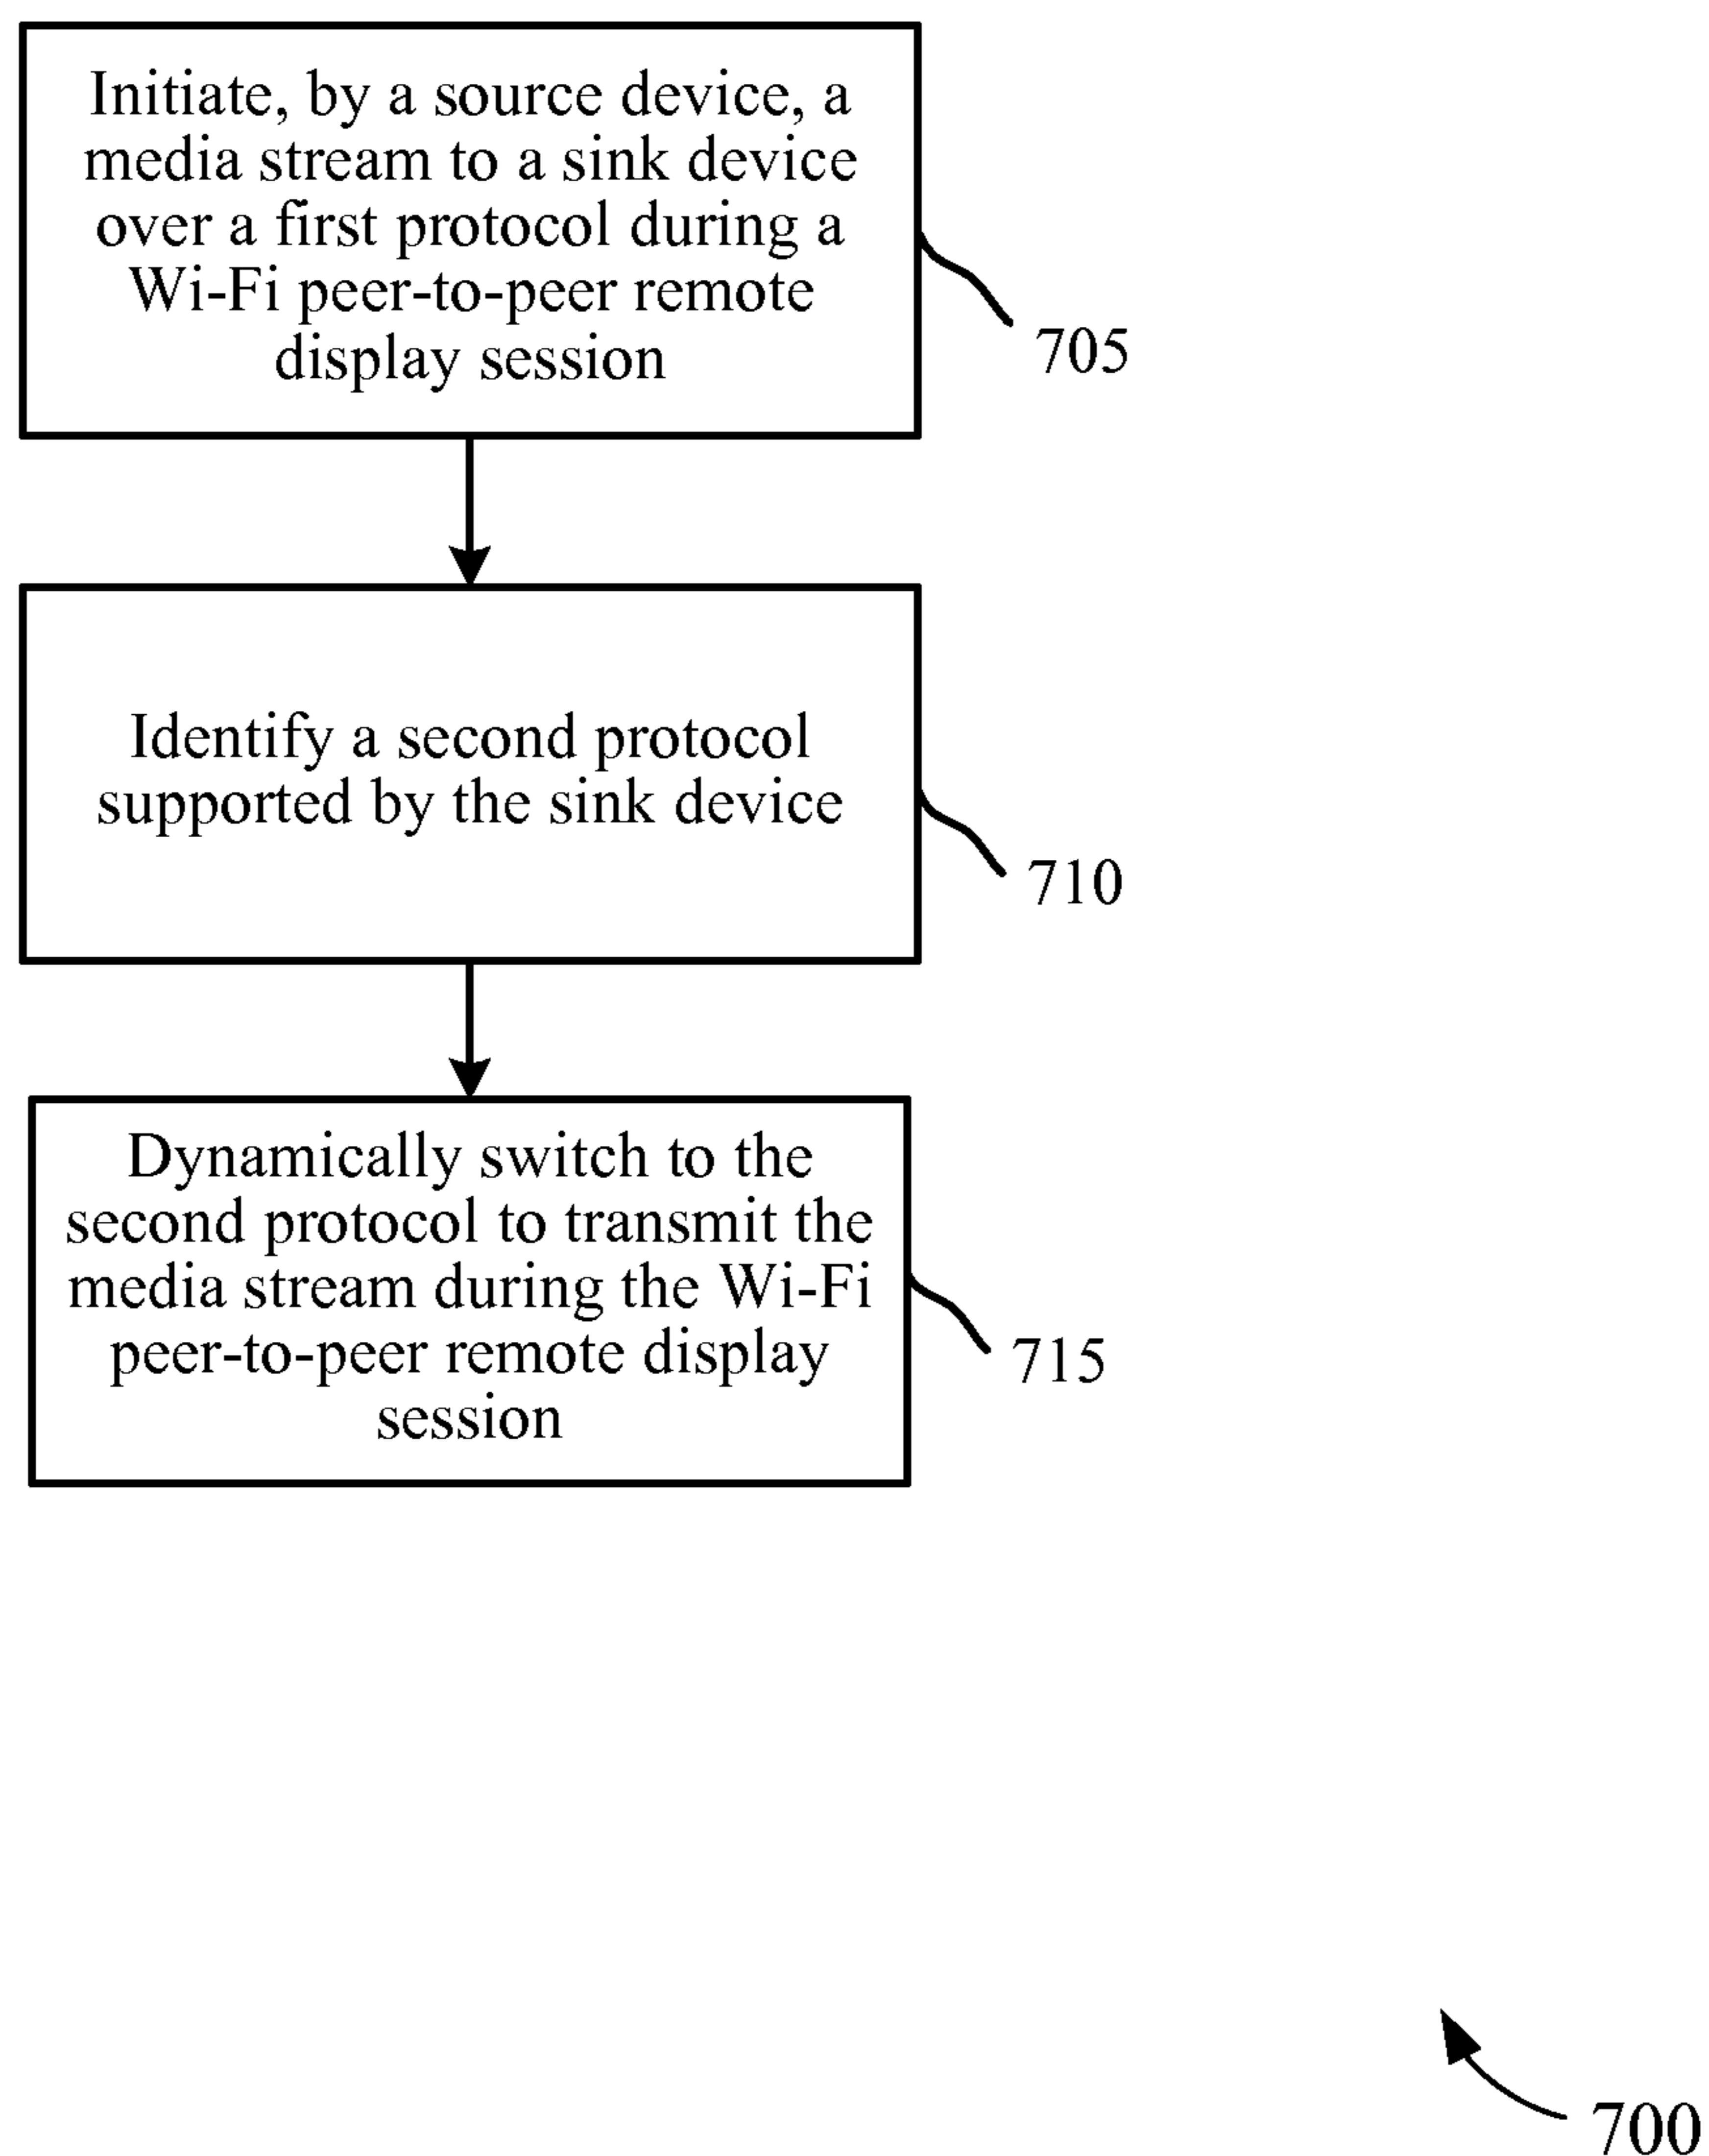 Initiate, by a source device, a
media stream to a sink device
over a first protocol during a
Wi-Fi peer-to-peer remote
display session
705
Identify a second protocol
supported by the sink device
710
Dynamically switch to the
second protocol to transmit the
media stream during the Wi-Fi
peer-to-peer remote display
session
715
700